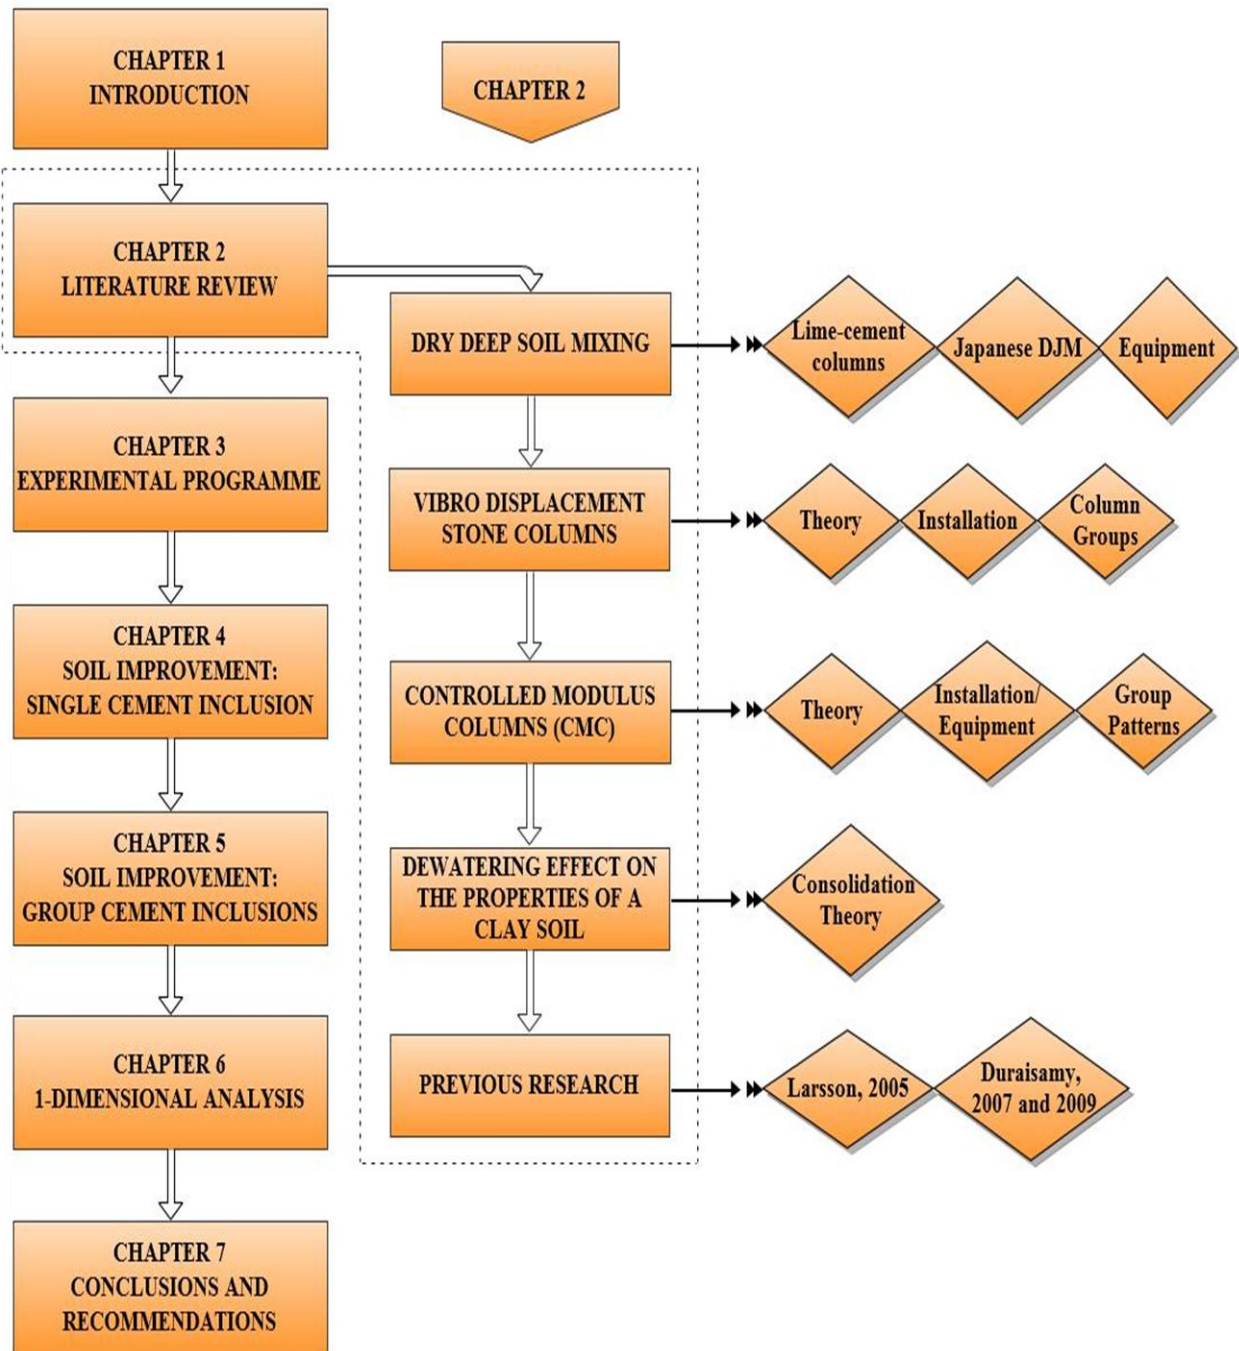 CHAPTER 1
INTRODUCTION
CHAPTER 2
CHAPTER 2
LITERATURE REVIEW
CHAPTER 3
EXPERIMENTAL PROGRAMME
CHAPTER 4
SOIL IMPROVEMENT:
SINGLE CEMENT INCLUSION
CHAPTER 5
SOIL IMPROVEMENT:
GROUP CEMENT INCLUSIONS
CHAPTER 6
1-DIMENSIONAL ANALYSIS
CHAPTER 7
CONCLUSIONS AND
RECOMMENDATIONS
DRY DEEP SOIL MIXING
Lime-cement
columns
Japanese DJM
Equipment
VIBRO DISPLACEMENT
STONE COLUMNS
Theory
Installation
Column
Groups
CONTROLLED MODULUS
COLUMNS (CMC)
Theory
Installation/
Equipment
Group
Patterns
DEWATERING EFFECT ON
THE PROPERTIES OF A
CLAY SOIL
Consolidation
Theory
PREVIOUS RESEARCH
Larsson, 2005
Duraisamy,
2007 and 2009